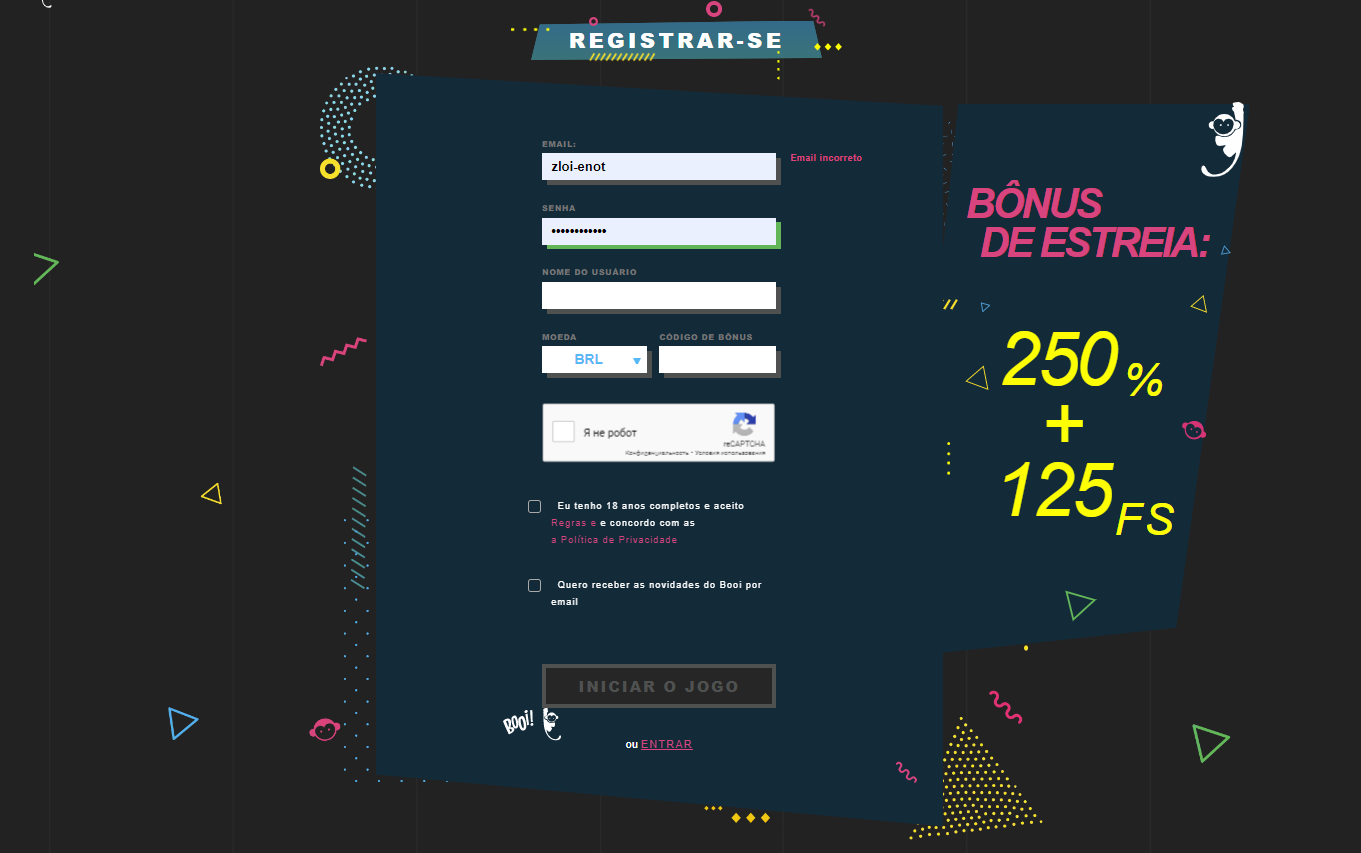 REGISTRAR-SE
EMAIL:
zloi-enot
Email incorreto
SENHA
••••••••••••
NOME DO USUÁRIO
MOEDA
CÓDIGO DE BÔNUS
BRL
Я не робот
reCAPTCHA
Конфиденциальность - Условия использования
Eu tenho 18 anos completos e aceito
Regras e e concordo com as
a Política de Privacidade
Quero receber as novidades do Booi por
email
INICIAR O JOGO
BOOi!
ou ENTRAR
BÔNUS
DE ESTREIA:
250 %
+
125 FS